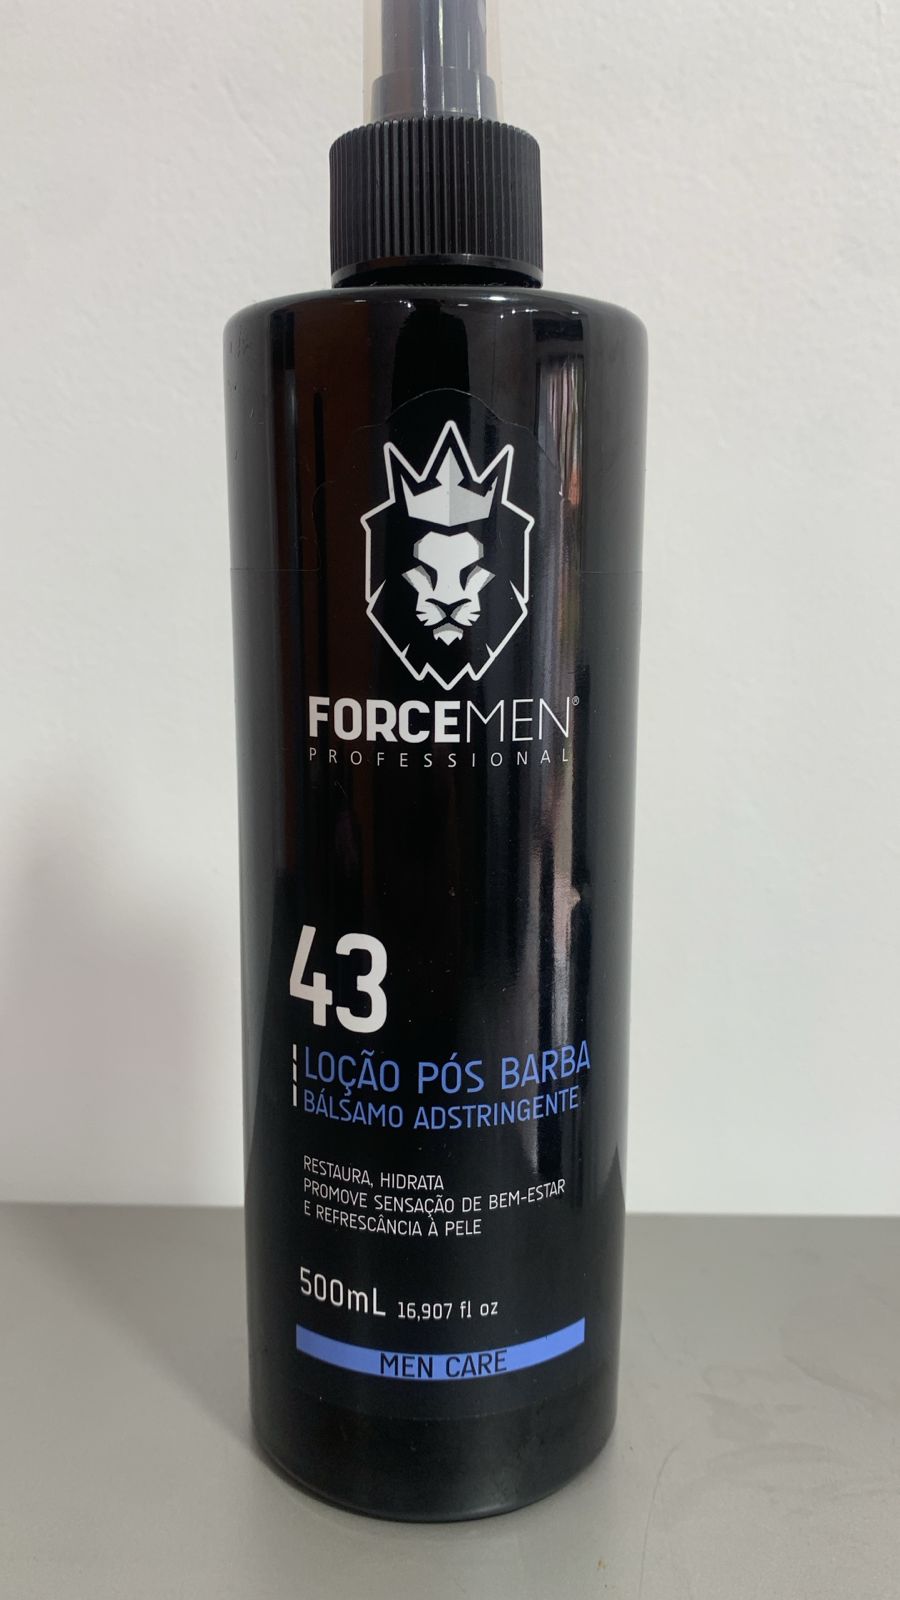 FORCEMEN®
PROFESSIONAL
43
LOÇÃO PÓS BARBA
BÁLSAMO ADSTRINGENTE
RESTAURA, HIDRATA
PROMOVE SENSAÇÃO DE BEM-ESTAR
E REFRESCÂNCIA À PELE
500mL 16,907 fl oz
MEN CARE